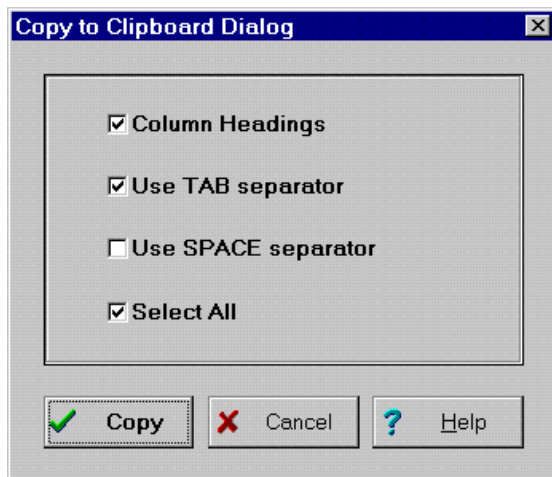 Copy to Clipboard Dialog
Column Headings
Use TAB separator
Use SPACE separator
Select All
Copy Cancel Help